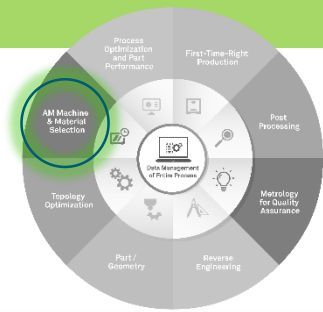 Process
Optimization
and Part
Performance
First-Time-Right
Production
AM Machine
& Material
Selection
Post
Processing
Data Management
of Entire Process
Topology
Optimization
Metrology
for Quality
Assurance
Part /
Geometry
Reverse
Engineering